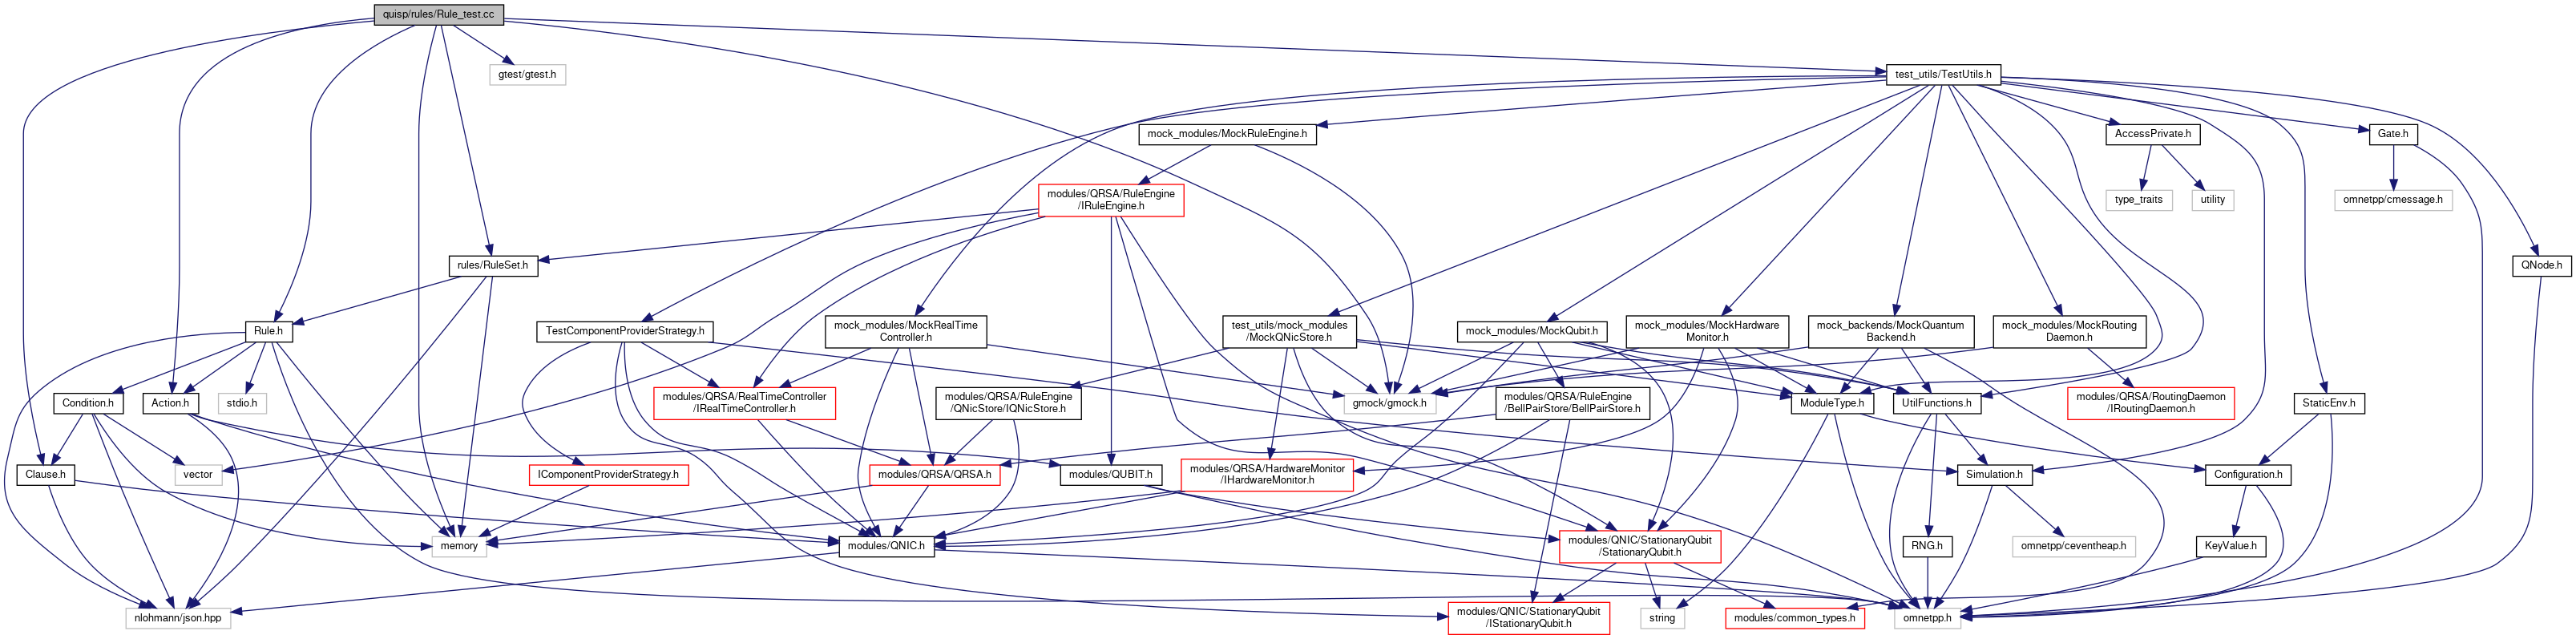 quisp/rules/Rule_test.cc
gtest/gtest.h
test_utils/TestUtils.h
mock_modules/MockRuleEngine.h
AccessPrivate.h
Gate.h
modules/QRSA/RuleEngine
/IRuleEngine.h
type_traits
utility
omnetpp/cmessage.h
rules/RuleSet.h
QNode.h
Rule.h
TestComponentProviderStrategy.h
mock_modules/MockRealTime
Controller.h
test_utils/mock_modules
/MockQNicStore.h
mock_modules/MockQubit.h
mock_modules/MockHardware
Monitor.h
mock_backends/MockQuantum
Backend.h
mock_modules/MockRouting
Daemon.h
Condition.h
Action.h
stdio.h
modules/QRSA/RealTimeController
/IRealTimeController.h
modules/QRSA/RuleEngine
/QNicStore/IQNicStore.h
gmock/gmock.h
modules/QRSA/RuleEngine
/BellPairStore/BellPairStore.h
ModuleType.h
UtilFunctions.h
modules/QRSA/RoutingDaemon
/IRoutingDaemon.h
StaticEnv.h
Clause.h
vector
IComponentProviderStrategy.h
modules/QRSA/QRSA.h
modules/QUBIT.h
modules/QRSA/HardwareMonitor
/IHardwareMonitor.h
Simulation.h
Configuration.h
memory
modules/QNIC.h
modules/QNIC/StationaryQubit
/StationaryQubit.h
RNG.h
omnetpp/ceventheap.h
KeyValue.h
nlohmann/json.hpp
modules/QNIC/StationaryQubit
/IStationaryQubit.h
string
modules/common_types.h
omnetpp.h